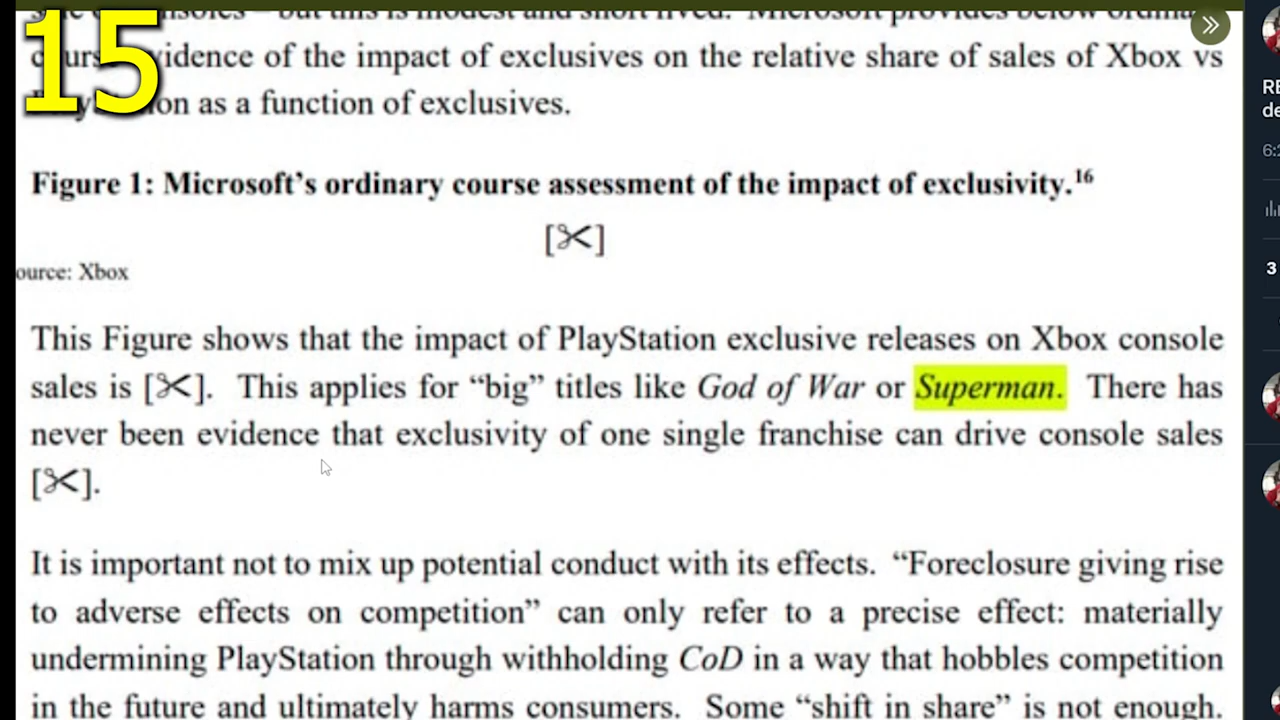 15
of the impact of exclusives on the relative share of sales of Xbox vs
as a function of exclusives.
Figure 1: Microsoft's ordinary course assessment of the impact of exclusivity.16
[✂]
ource: Xbox
This Figure shows that the impact of PlayStation exclusive releases on Xbox console
sales is [✂]. This applies for “big” titles like God of War or Superman. There has
never been evidence that exclusivity of one single franchise can drive console sales
[✂].
It is important not to mix up potential conduct with its effects. “Foreclosure giving rise
to adverse effects on competition” can only refer to a precise effect: materially
undermining PlayStation through withholding CoD in a way that hobbles competition
in the future and ultimately harms consumers. Some “shift in share” is not enough.
3